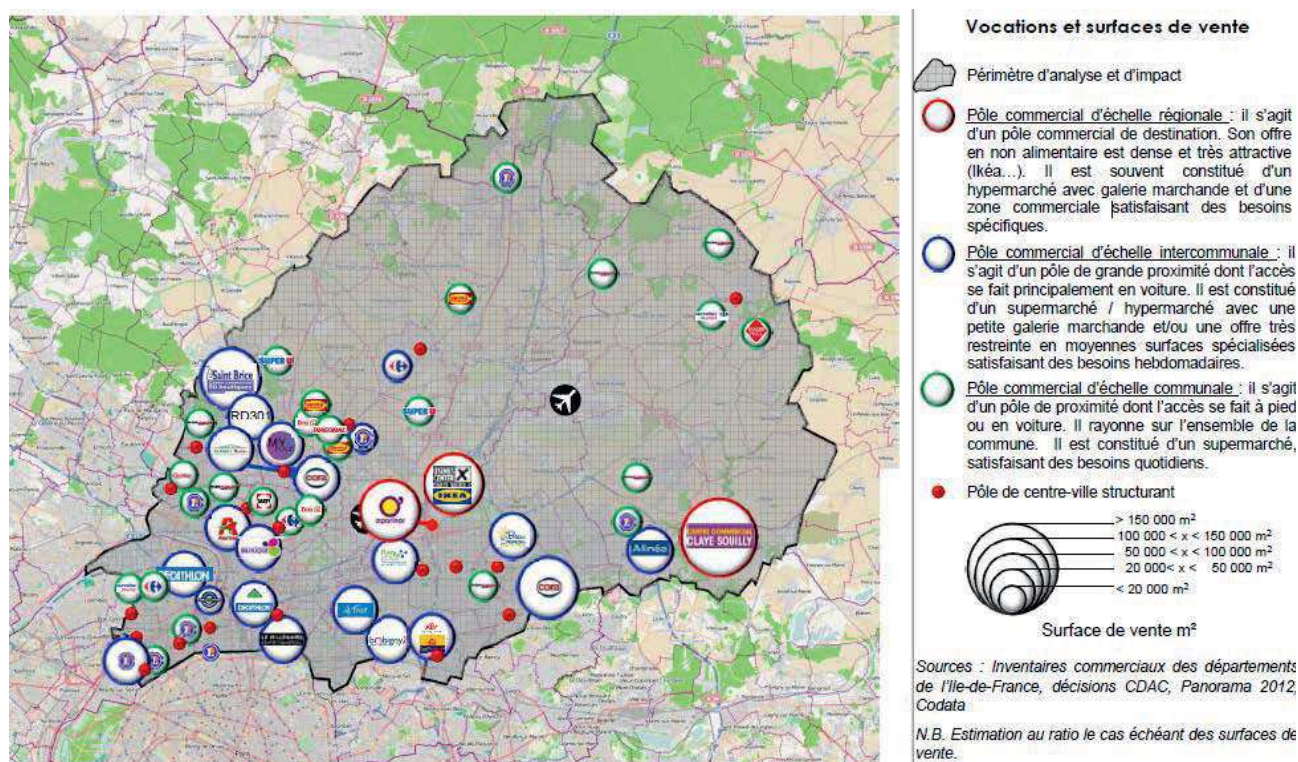 Vocations et surfaces de vente
Périmètre d'analyse et d'impact
Pôle commercial d'échelle régionale : il s'agit
d'un pôle commercial de destination. Son offre
en non alimentaire est dense et très attractive
(Ikéa...). Il est souvent constitué d'un
hypermarché avec galerie marchande et d'une
zone commerciale satisfaisant des besoins
spécifiques.
Pôle commercial d'échelle intercommunale : il
s'agit d'un pôle de grande proximité dont l'accès
se fait principalement en voiture. Il est constitué
d'un supermarché / hypermarché avec une
petite galerie marchande et/ou une offre très
restreinte en moyennes surfaces spécialisées
satisfaisant des besoins hebdomadaires.
Pôle commercial d'échelle communale : il s'agit
d'un pôle de proximité dont l'accès se fait à pied
ou en voiture. Il rayonne sur l'ensemble de la
commune. Il est constitué d'un supermarché,
satisfaisant des besoins quotidiens.
Pôle de centre-ville structurant
> 150 000 m²
100 000 < x < 150 000 m²
50 000 < x < 100 000 m²
20 000< x < 50 000 m²
< 20 000 m²
Surface de vente m²
Sources : Inventaires commerciaux des départements
de l'Ile-de-France, décisions CDAC, Panorama 2012,
Codata
N.B. Estimation au ratio le cas échéant des surfaces de
vente.
SUPER U
Saint Brice
RD301
SUPER U
cora
IKEA
aparinor
CENTRE COMMERCIAL
CLAYE SOUILLY
Alinéa
cora
DECATHLON
LE MILLENAIRE
bobigny2